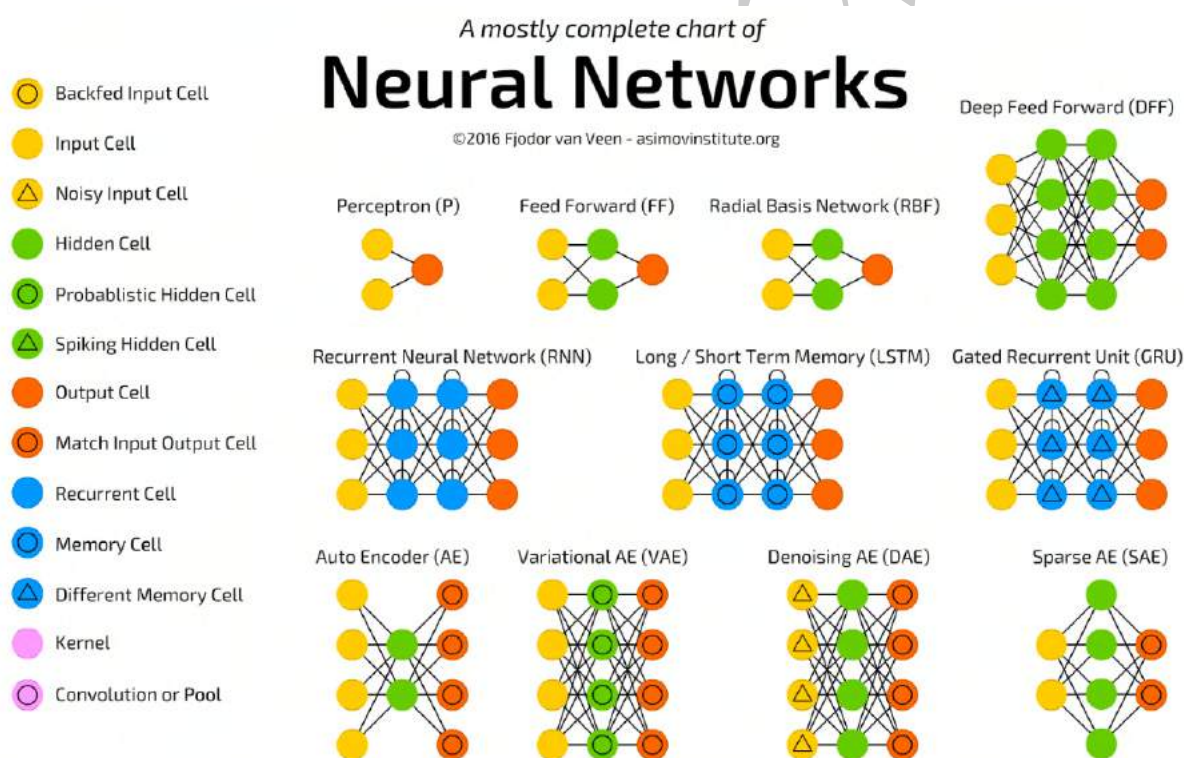 A mostly complete chart of
Neural Networks
©2016 Fjodor van Veen - asimovinstitute.org
Backfed Input Cell
Input Cell
Noisy Input Cell
Hidden Cell
Probablistic Hidden Cell
Spiking Hidden Cell
Output Cell
Match Input Output Cell
Recurrent Cell
Memory Cell
Different Memory Cell
Kernel
Convolution or Pool
Deep Feed Forward (DFF)
Perceptron (P)
Feed Forward (FF)
Radial Basis Network (RBF)
Recurrent Neural Network (RNN)
Long / Short Term Memory (LSTM)
Gated Recurrent Unit (GRU)
Auto Encoder (AE)
Variational AE (VAE)
Denoising AE (DAE)
Sparse AE (SAE)